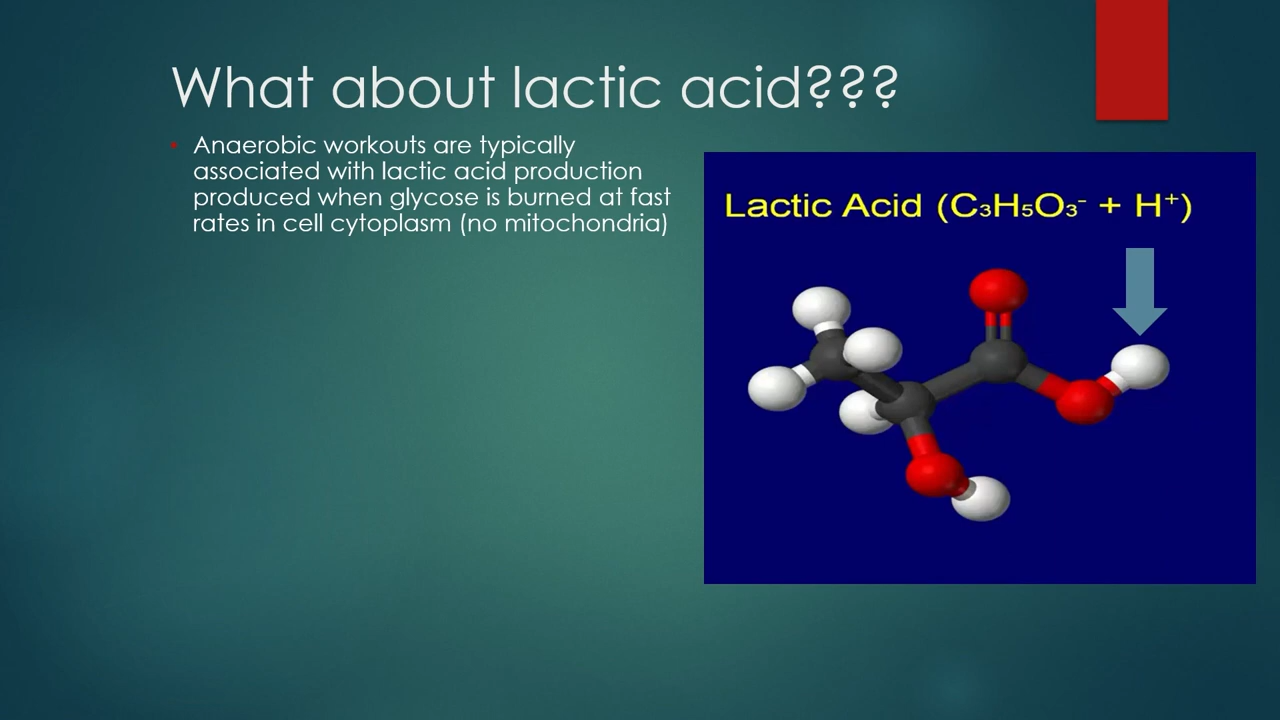 What about lactic acid???
• Anaerobic workouts are typically
associated with lactic acid production
produced when glycose is burned at fast
rates in cell cytoplasm (no mitochondria)
Lactic Acid (C₃H₅O₃⁻ + H⁺)